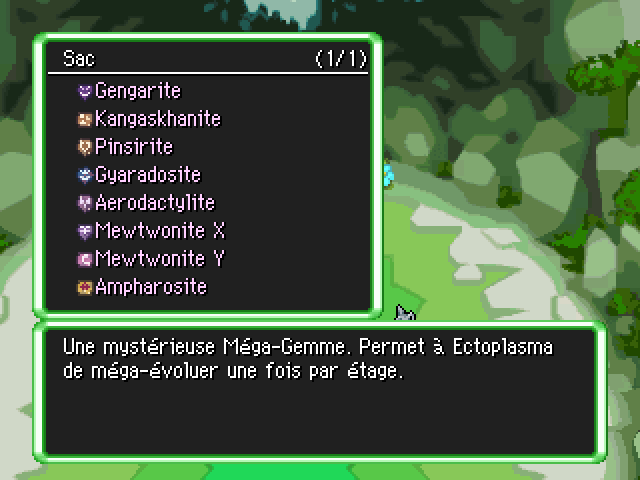 Sac (1/1)
Gengarite
Kangaskhanite
Pinsirite
Gyaradosite
Aerodactylite
Mewtwonite X
Mewtwonite Y
Ampharosite
Une mystérieuse Méga-Gemme. Permet à Ectoplasma
de méga-évoluer une fois par étage.